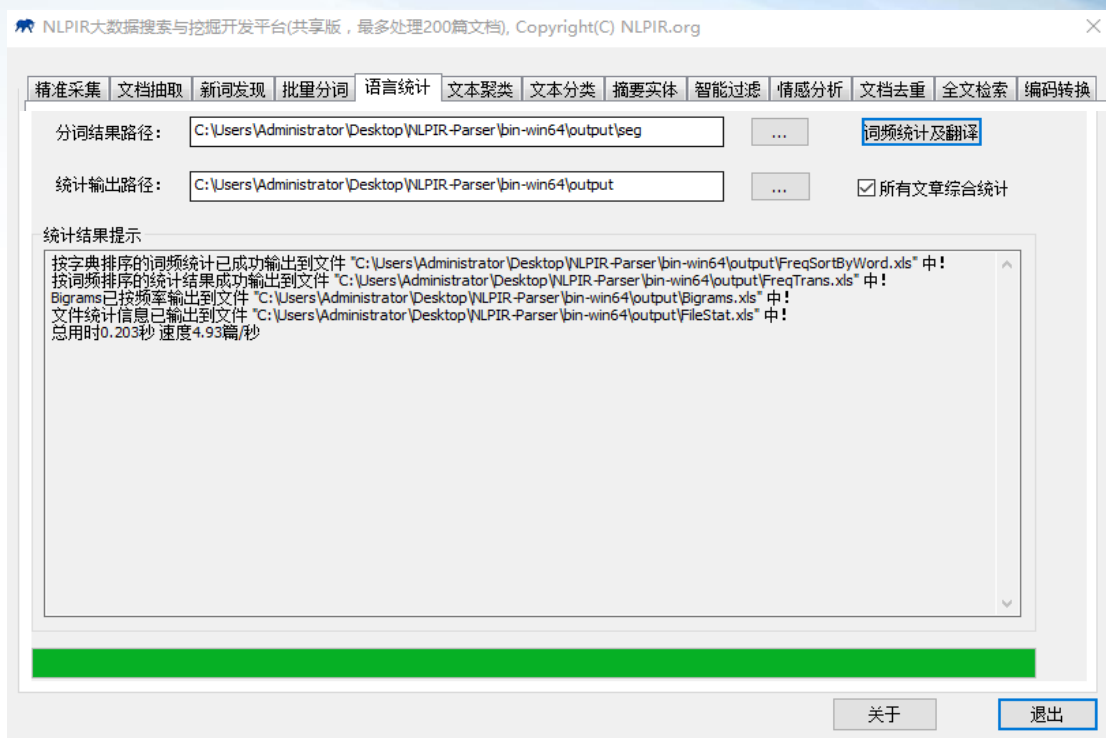 NLPIR大数据搜索与挖掘开发平台(共享版，最多处理200篇文档), Copyright(C) NLPIR.org
精准采集 文档抽取 新词发现 批量分词 语言统计 文本聚类 文本分类 摘要实体 智能过滤 情感分析 文档去重 全文检索 编码转换
分词结果路径： C:\Users\Administrator\Desktop\NLPIR-Parser\bin-win64\output\seg ... 词频统计及翻译
统计输出路径： C:\Users\Administrator\Desktop\NLPIR-Parser\bin-win64\output ... 所有文章综合统计
统计结果提示
按字典排序的词频统计已成功输出到文件 "C:\Users\Administrator\Desktop\NLPIR-Parser\bin-win64\output\FreqSortByWord.xls" 中！
按词频排序的统计结果成功输出到文件 "C:\Users\Administrator\Desktop\NLPIR-Parser\bin-win64\output\FreqTrans.xls" 中！
Bigrams已按频率输出到文件 "C:\Users\Administrator\Desktop\NLPIR-Parser\bin-win64\output\Bigrams.xls" 中！
文件统计信息已输出到文件 "C:\Users\Administrator\Desktop\NLPIR-Parser\bin-win64\output\FileStat.xls" 中！
总用时0.203秒 速度4.93篇/秒
关于 退出